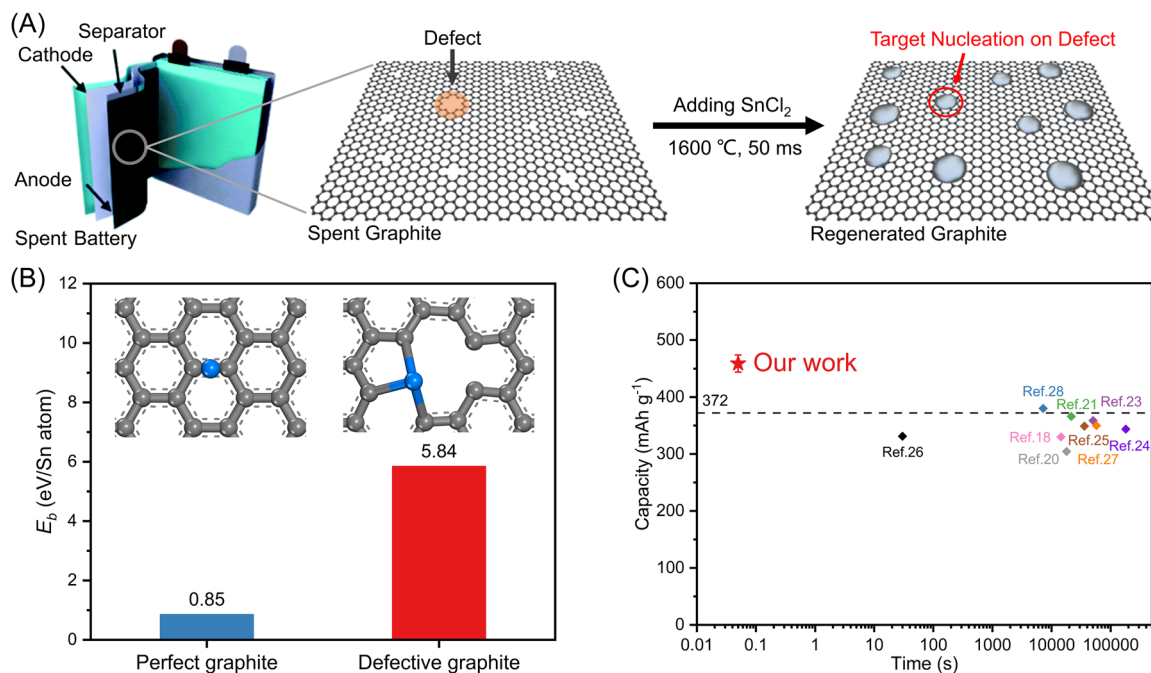 (A)
Separator
Cathode
Anode
Spent Battery
Defect
Spent Graphite
Adding SnCl₂
1600 ℃, 50 ms
Target Nucleation on Defect
Regenerated Graphite
(B)
E_b (eV/Sn atom)
12
10
8
6
4
2
0
0.85
5.84
Perfect graphite
Defective graphite
(C)
Capacity (mAh g⁻¹)
600
500
400
300
200
100
0
372
Our work
Ref.28
Ref.21
Ref.23
Ref.18
Ref.25
Ref.24
Ref.26
Ref.20
Ref.27
0.01
0.1
1
10
100
1000
10000
100000
Time (s)